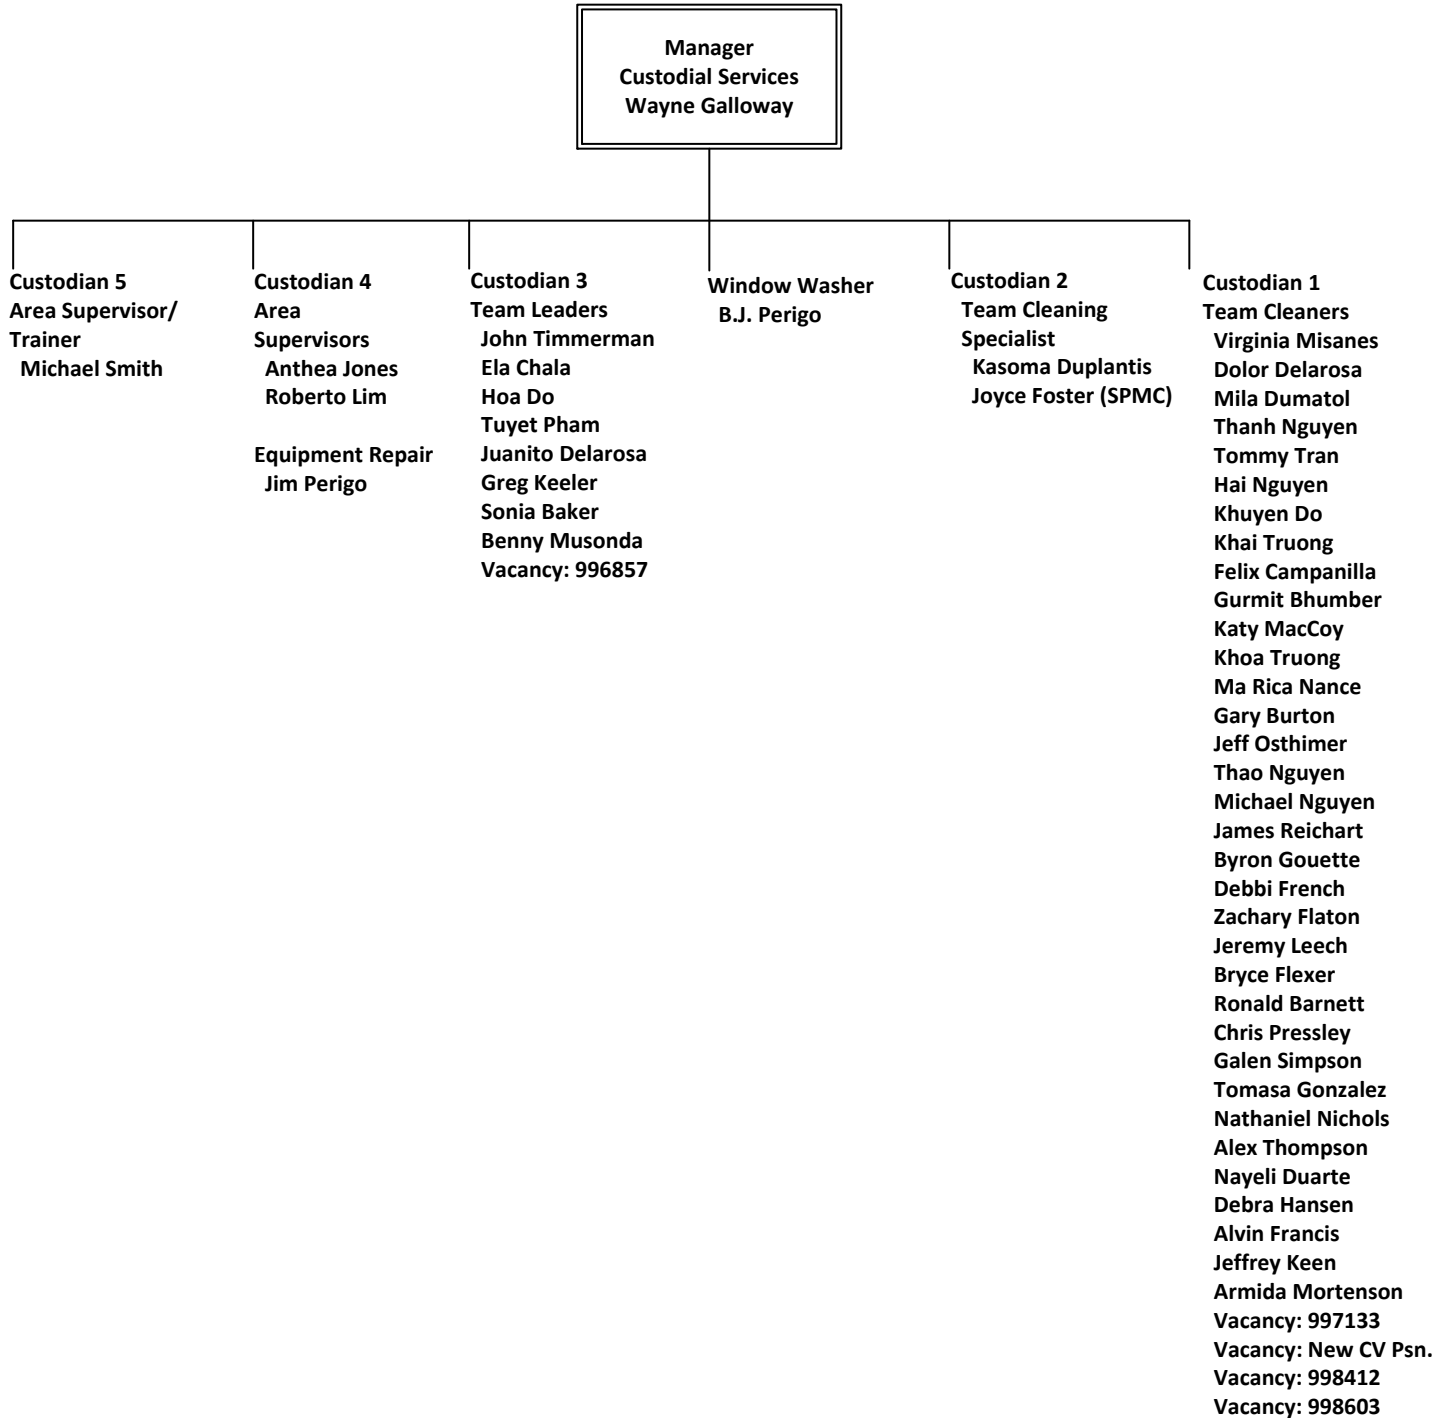 Manager
Custodial Services
Wayne Galloway
Custodian 5
Area Supervisor/
Trainer
Michael Smith
Custodian 4
Area
Supervisors
Anthea Jones
Roberto Lim
Equipment Repair
Jim Perigo
Custodian 3
Team Leaders
John Timmerman
Ela Chala
Hoa Do
Tuyet Pham
Juanito Delarosa
Greg Keeler
Sonia Baker
Benny Musonda
Vacancy: 996857
Window Washer
B.J. Perigo
Custodian 2
Team Cleaning
Specialist
Kasoma Duplantis
Joyce Foster (SPMC)
Custodian 1
Team Cleaners
Virginia Misanes
Dolor Delarosa
Mila Dumatol
Thanh Nguyen
Tommy Tran
Hai Nguyen
Khuyen Do
Khai Truong
Felix Campanilla
Gurmit Bhumber
Katy MacCoy
Khoa Truong
Ma Rica Nance
Gary Burton
Jeff Osthimer
Thao Nguyen
Michael Nguyen
James Reichart
Byron Gouette
Debbi French
Zachary Flaton
Jeremy Leech
Bryce Flexer
Ronald Barnett
Chris Pressley
Galen Simpson
Tomasa Gonzalez
Nathaniel Nichols
Alex Thompson
Nayeli Duarte
Debra Hansen
Alvin Francis
Jeffrey Keen
Armida Mortenson
Vacancy: 997133
Vacancy: New CV Psn.
Vacancy: 998412
Vacancy: 998603